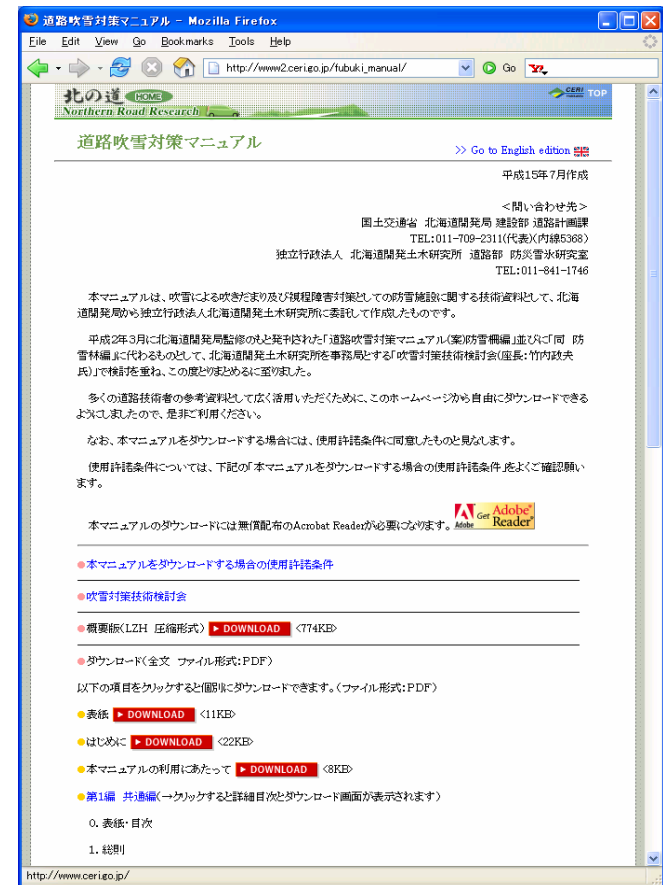 道路吹雪対策マニュアル - Mozilla Firefox
File Edit View Go Bookmarks Tools Help
http://www2.ceri.go.jp/fubuki_manual/ Go
北の道 HOME
Northern Road Research
CERI TOP
道路吹雪対策マニュアル
>> Go to English edition
平成15年7月作成
<問い合わせ先>
国土交通省 北海道開発局 建設部 道路計画課
TEL:011-709-2311(代表)(内線5368)
独立行政法人 北海道開発土木研究所 道路部 防災雪氷研究室
TEL:011-841-1746
本マニュアルは、吹雪による吹きだまり及び視程障害対策としての防雪施設に関する技術資料として、北海
道開発局から独立行政法人北海道開発土木研究所に委託して作成したものです。
平成2年3月に北海道開発局監修のもと発刊された「道路吹雪対策マニュアル(案)防雪柵編」並びに「同 防
雪林編」に代わるものとして、北海道開発土木研究所を事務局とする「吹雪対策技術検討会(座長:竹内政夫
氏)」で検討を重ね、この度とりまとめるに至りました。
多くの道路技術者の参考資料として広く活用いただくために、このホームページから自由にダウンロードできる
ようにしましたので、是非ご利用ください。
なお、本マニュアルをダウンロードする場合には、使用許諾条件に同意したものと見なします。
使用許諾条件については、下記の「本マニュアルをダウンロードする場合の使用許諾条件」をよくご確認願い
ます。
本マニュアルのダウンロードには無償配布のAcrobat Readerが必要になります。 Adobe Get Adobe® Reader®
●本マニュアルをダウンロードする場合の使用許諾条件
●吹雪対策技術検討会
●概要版(LZH 圧縮形式) DOWNLOAD <774KB>
●ダウンロード(全文 ファイル形式:PDF)
以下の項目をクリックすると個別にダウンロードできます。(ファイル形式:PDF)
●表紙 DOWNLOAD <11KB>
●はじめに DOWNLOAD <22KB>
●本マニュアルの利用にあたって DOWNLOAD <8KB>
●第1編 共通編(→クリックすると詳細目次とダウンロード画面が表示されます)
0. 表紙・目次
1. 総則
http://www.ceri.go.jp/